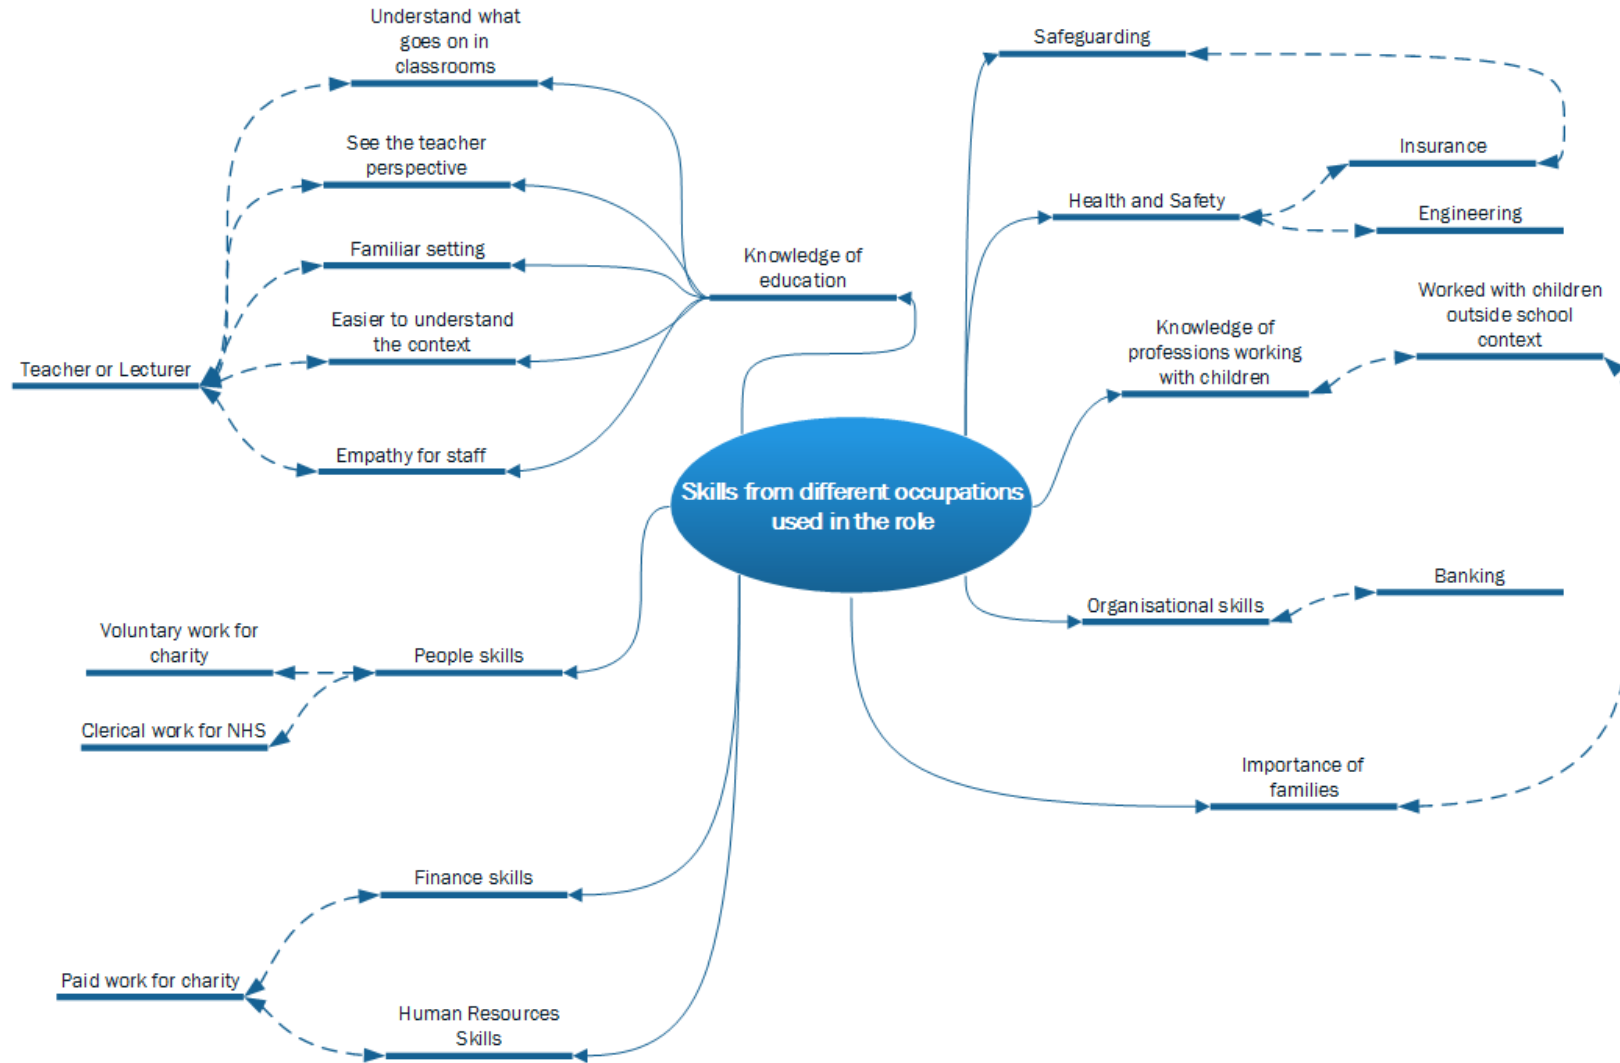 Understand what
goes on in
classrooms
See the teacher
perspective
Familiar setting
Easier to understand
the context
Teacher or Lecturer
Empathy for staff
Knowledge of
education
Safeguarding
Insurance
Health and Safety
Engineering
Worked with children
outside school
context
Knowledge of
professions working
with children
Skills from different occupations
used in the role
Banking
Organisational skills
Importance of
families
Voluntary work for
charity
People skills
Clerical work for NHS
Finance skills
Paid work for charity
Human Resources
Skills